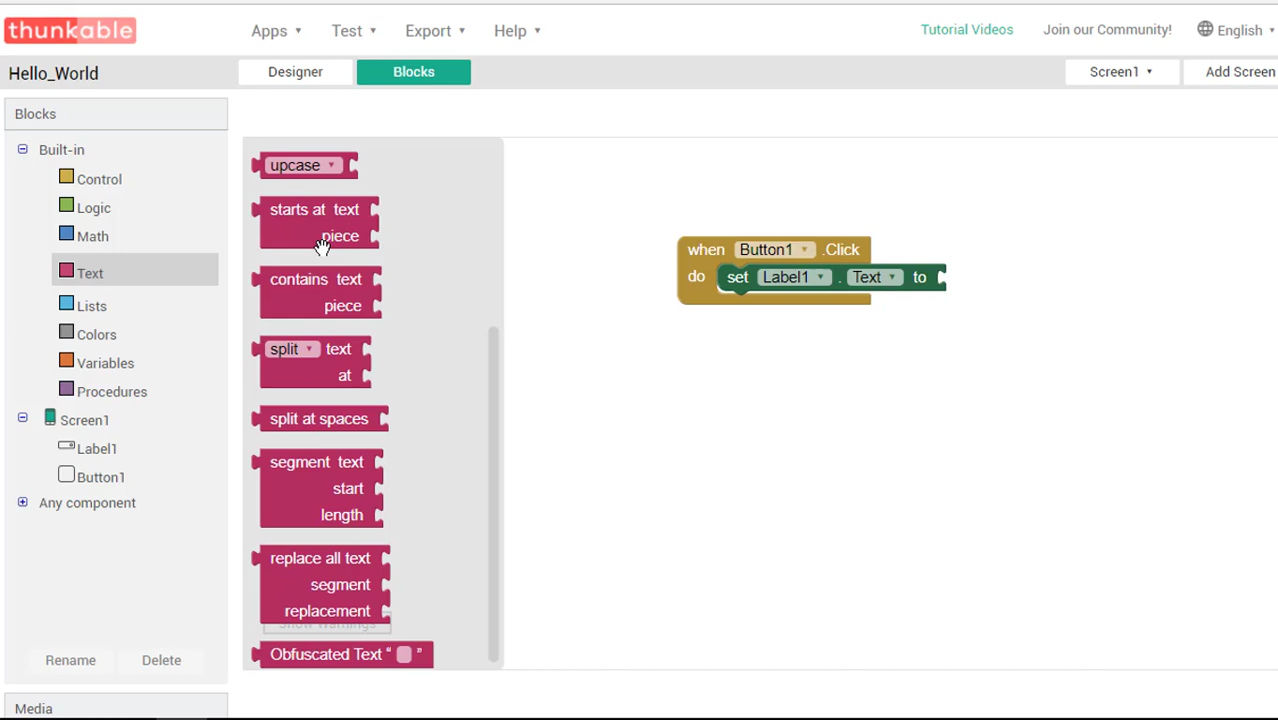 thunkable
Apps Test Export Help Tutorial Videos Join our Community! English
Hello_World Designer Blocks Screen1 Add Screen
Blocks
Built-in
Control
Logic
Math
Text
Lists
Colors
Variables
Procedures
Screen1
Label1
Button1
Any component
Rename Delete
Media
upcase
starts at text
piece
contains text
piece
split text
at
split at spaces
segment text
start
length
replace all text
segment
replacement
Show Warnings
Obfuscated Text “ ”
when Button1 .Click
do set Label1 . Text to